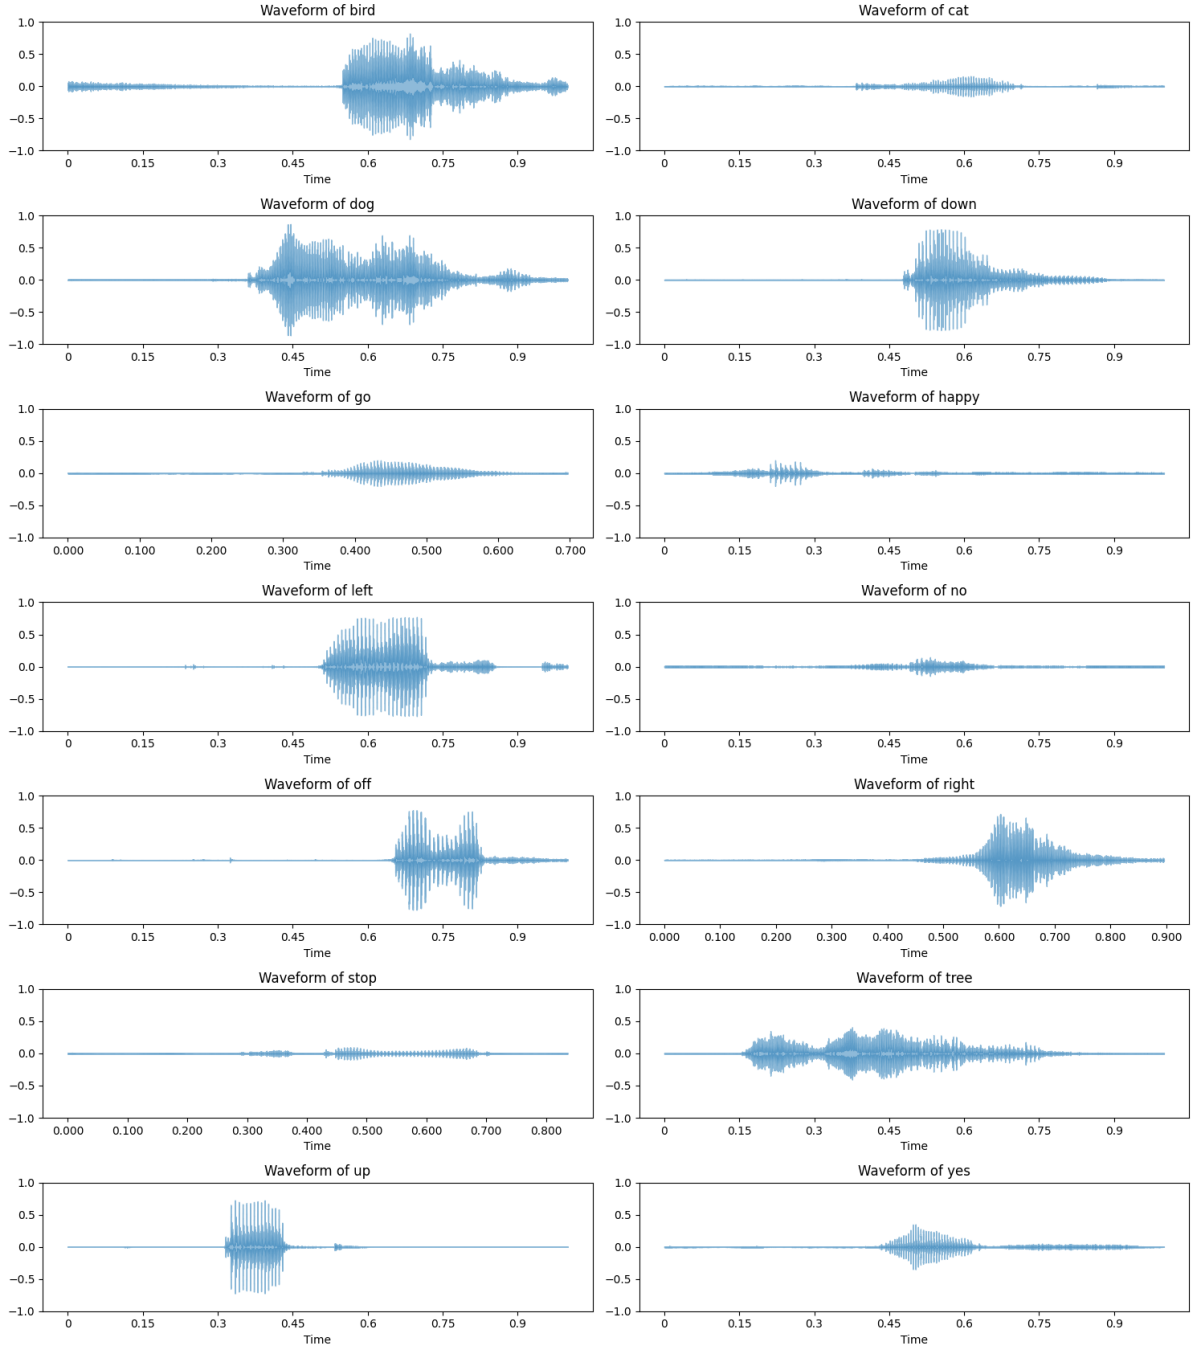 Waveform of bird
1.0
0.5
0.0
−0.5
−1.0
0 0.15 0.3 0.45 0.6 0.75 0.9
Time
Waveform of cat
1.0
0.5
0.0
−0.5
−1.0
0 0.15 0.3 0.45 0.6 0.75 0.9
Time
Waveform of dog
1.0
0.5
0.0
−0.5
−1.0
0 0.15 0.3 0.45 0.6 0.75 0.9
Time
Waveform of down
1.0
0.5
0.0
−0.5
−1.0
0 0.15 0.3 0.45 0.6 0.75 0.9
Time
Waveform of go
1.0
0.5
0.0
−0.5
−1.0
0.000 0.100 0.200 0.300 0.400 0.500 0.600 0.700
Time
Waveform of happy
1.0
0.5
0.0
−0.5
−1.0
0 0.15 0.3 0.45 0.6 0.75 0.9
Time
Waveform of left
1.0
0.5
0.0
−0.5
−1.0
0 0.15 0.3 0.45 0.6 0.75 0.9
Time
Waveform of no
1.0
0.5
0.0
−0.5
−1.0
0 0.15 0.3 0.45 0.6 0.75 0.9
Time
Waveform of off
1.0
0.5
0.0
−0.5
−1.0
0 0.15 0.3 0.45 0.6 0.75 0.9
Time
Waveform of right
1.0
0.5
0.0
−0.5
−1.0
0.000 0.100 0.200 0.300 0.400 0.500 0.600 0.700 0.800 0.900
Time
Waveform of stop
1.0
0.5
0.0
−0.5
−1.0
0.000 0.100 0.200 0.300 0.400 0.500 0.600 0.700 0.800
Time
Waveform of tree
1.0
0.5
0.0
−0.5
−1.0
0 0.15 0.3 0.45 0.6 0.75 0.9
Time
Waveform of up
1.0
0.5
0.0
−0.5
−1.0
0 0.15 0.3 0.45 0.6 0.75 0.9
Time
Waveform of yes
1.0
0.5
0.0
−0.5
−1.0
0 0.15 0.3 0.45 0.6 0.75 0.9
Time